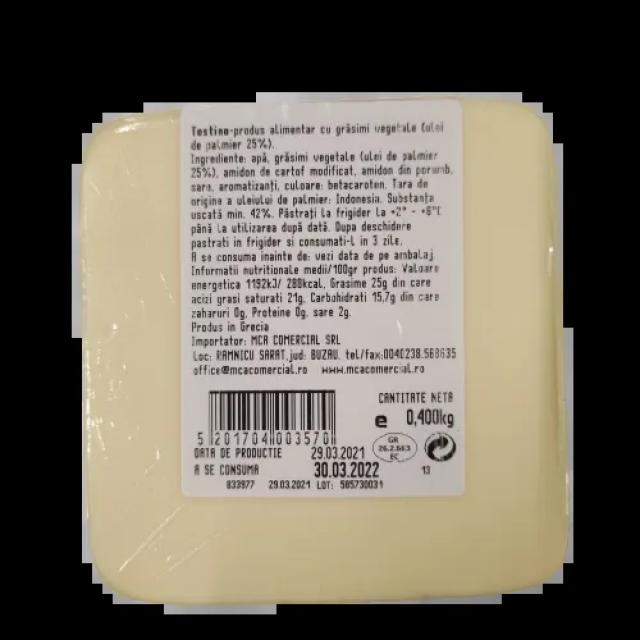 Testino-produs alimentar cu grăsimi vegetale (ulei
de palmier 25%).
Ingrediente: apă, grăsimi vegetale (ulei de palmier
25%), amidon de cartof modificat, amidon din porumb,
sare, aromatizanți, culoare: betacaroten. Tara de
origine a uleiului de palmier: Indonesia. Substanța
uscată min. 42%. Păstrați la frigider la +2° - +6°C
până la utilizarea după dată. Dupa deschidere
pastrati in frigider si consumati-l in 3 zile.
A se consuma inainte de: vezi data de pe ambalaj.
Informatii nutritionale medii/100gr produs: Valoare
energetica 1192kJ/ 288kcal, Grasime 25g din care
acizi grasi saturati 21g, Carbohidrati 15,7g din care
zaharuri 0g, Proteine 0g, sare 2g.
Produs in Grecia
Importator: MCA COMERCIAL SRL
Loc: RAMNICU SARAT,jud: BUZAU. tel/fax:0040238.568635
office@mcacomercial.ro www.mcacomercial.ro
CANTITATE NETA
e 0,400kg
5 201704 003570
GR
26.2.663
EC
DATA DE PRODUCTIE 29.03.2021
A SE CONSUMA 30.03.2022
13
833977 29.03.2021 LOT: 585730031